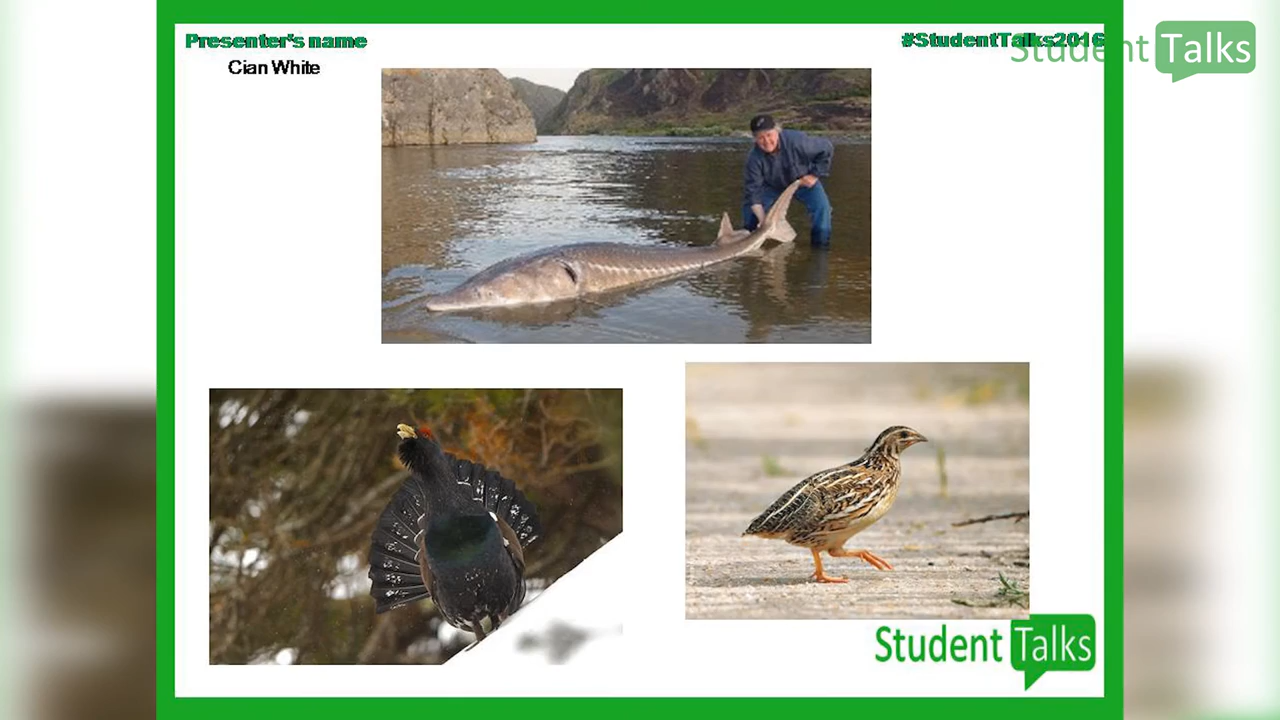 Presenter's name
#StudentTalks2016
Student Talks
Cian White
Student Talks